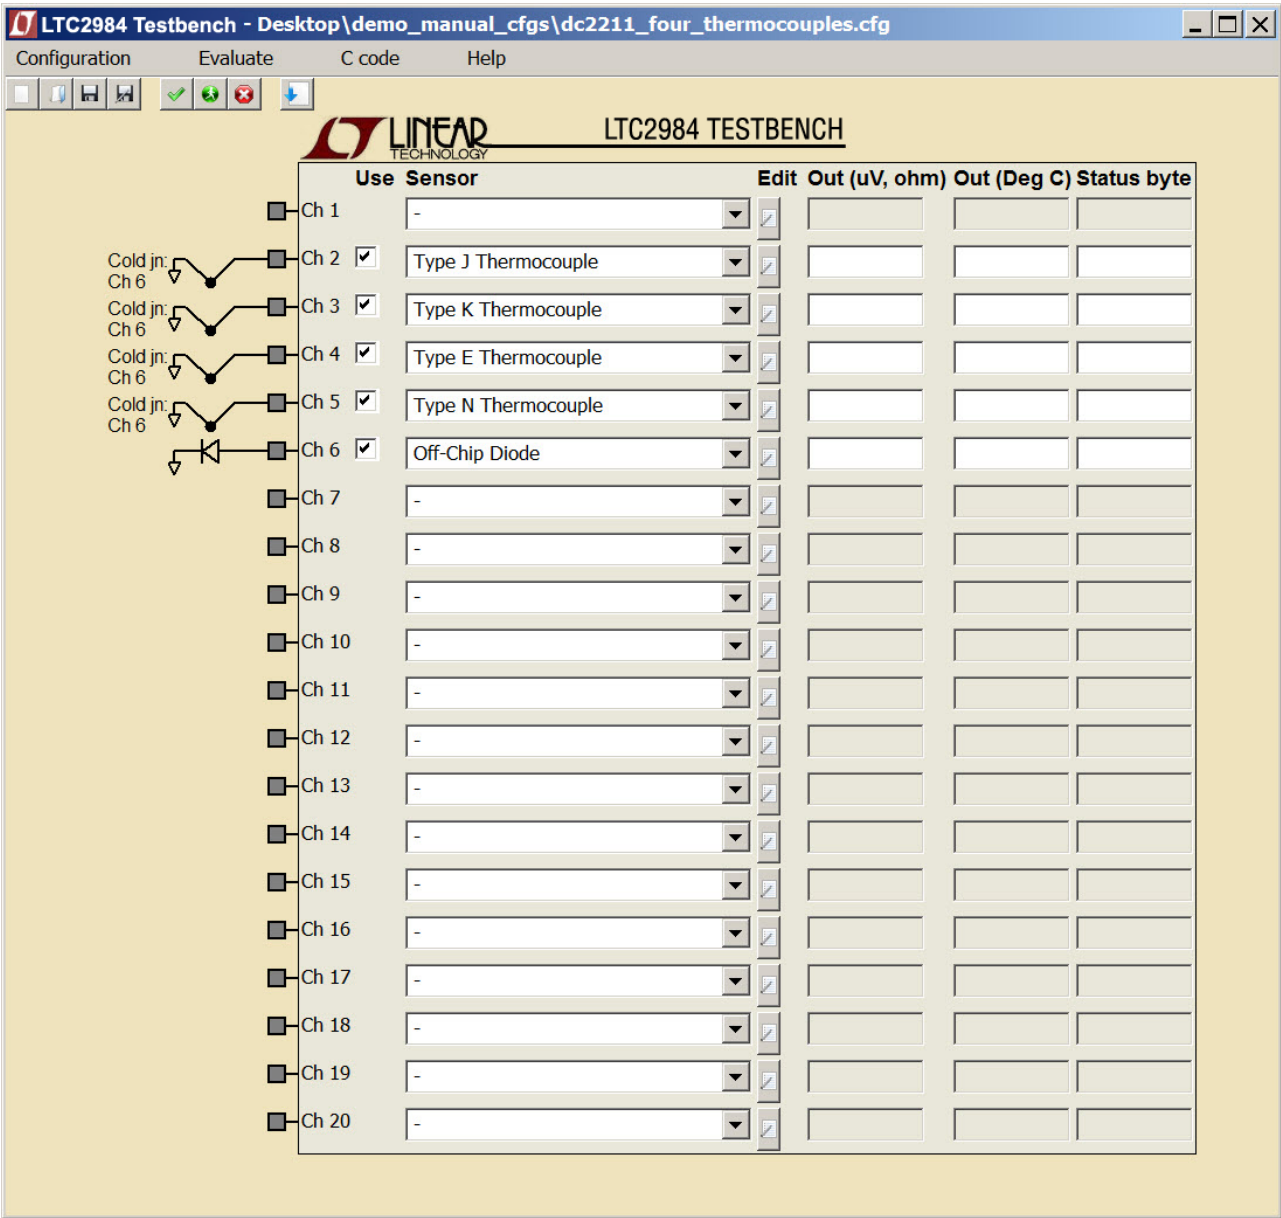 LTC2984 Testbench - Desktop\demo_manual_cfgs\dc2211_four_thermocouples.cfg
Configuration Evaluate C code Help
LINEAR TECHNOLOGY
LTC2984 TESTBENCH
Use Sensor Edit Out (uV, ohm) Out (Deg C) Status byte
Ch 1 -
Cold jn: Ch 6
Ch 2 Type J Thermocouple
Cold jn: Ch 6
Ch 3 Type K Thermocouple
Cold jn: Ch 6
Ch 4 Type E Thermocouple
Cold jn: Ch 6
Ch 5 Type N Thermocouple
Ch 6 Off-Chip Diode
Ch 7 -
Ch 8 -
Ch 9 -
Ch 10 -
Ch 11 -
Ch 12 -
Ch 13 -
Ch 14 -
Ch 15 -
Ch 16 -
Ch 17 -
Ch 18 -
Ch 19 -
Ch 20 -